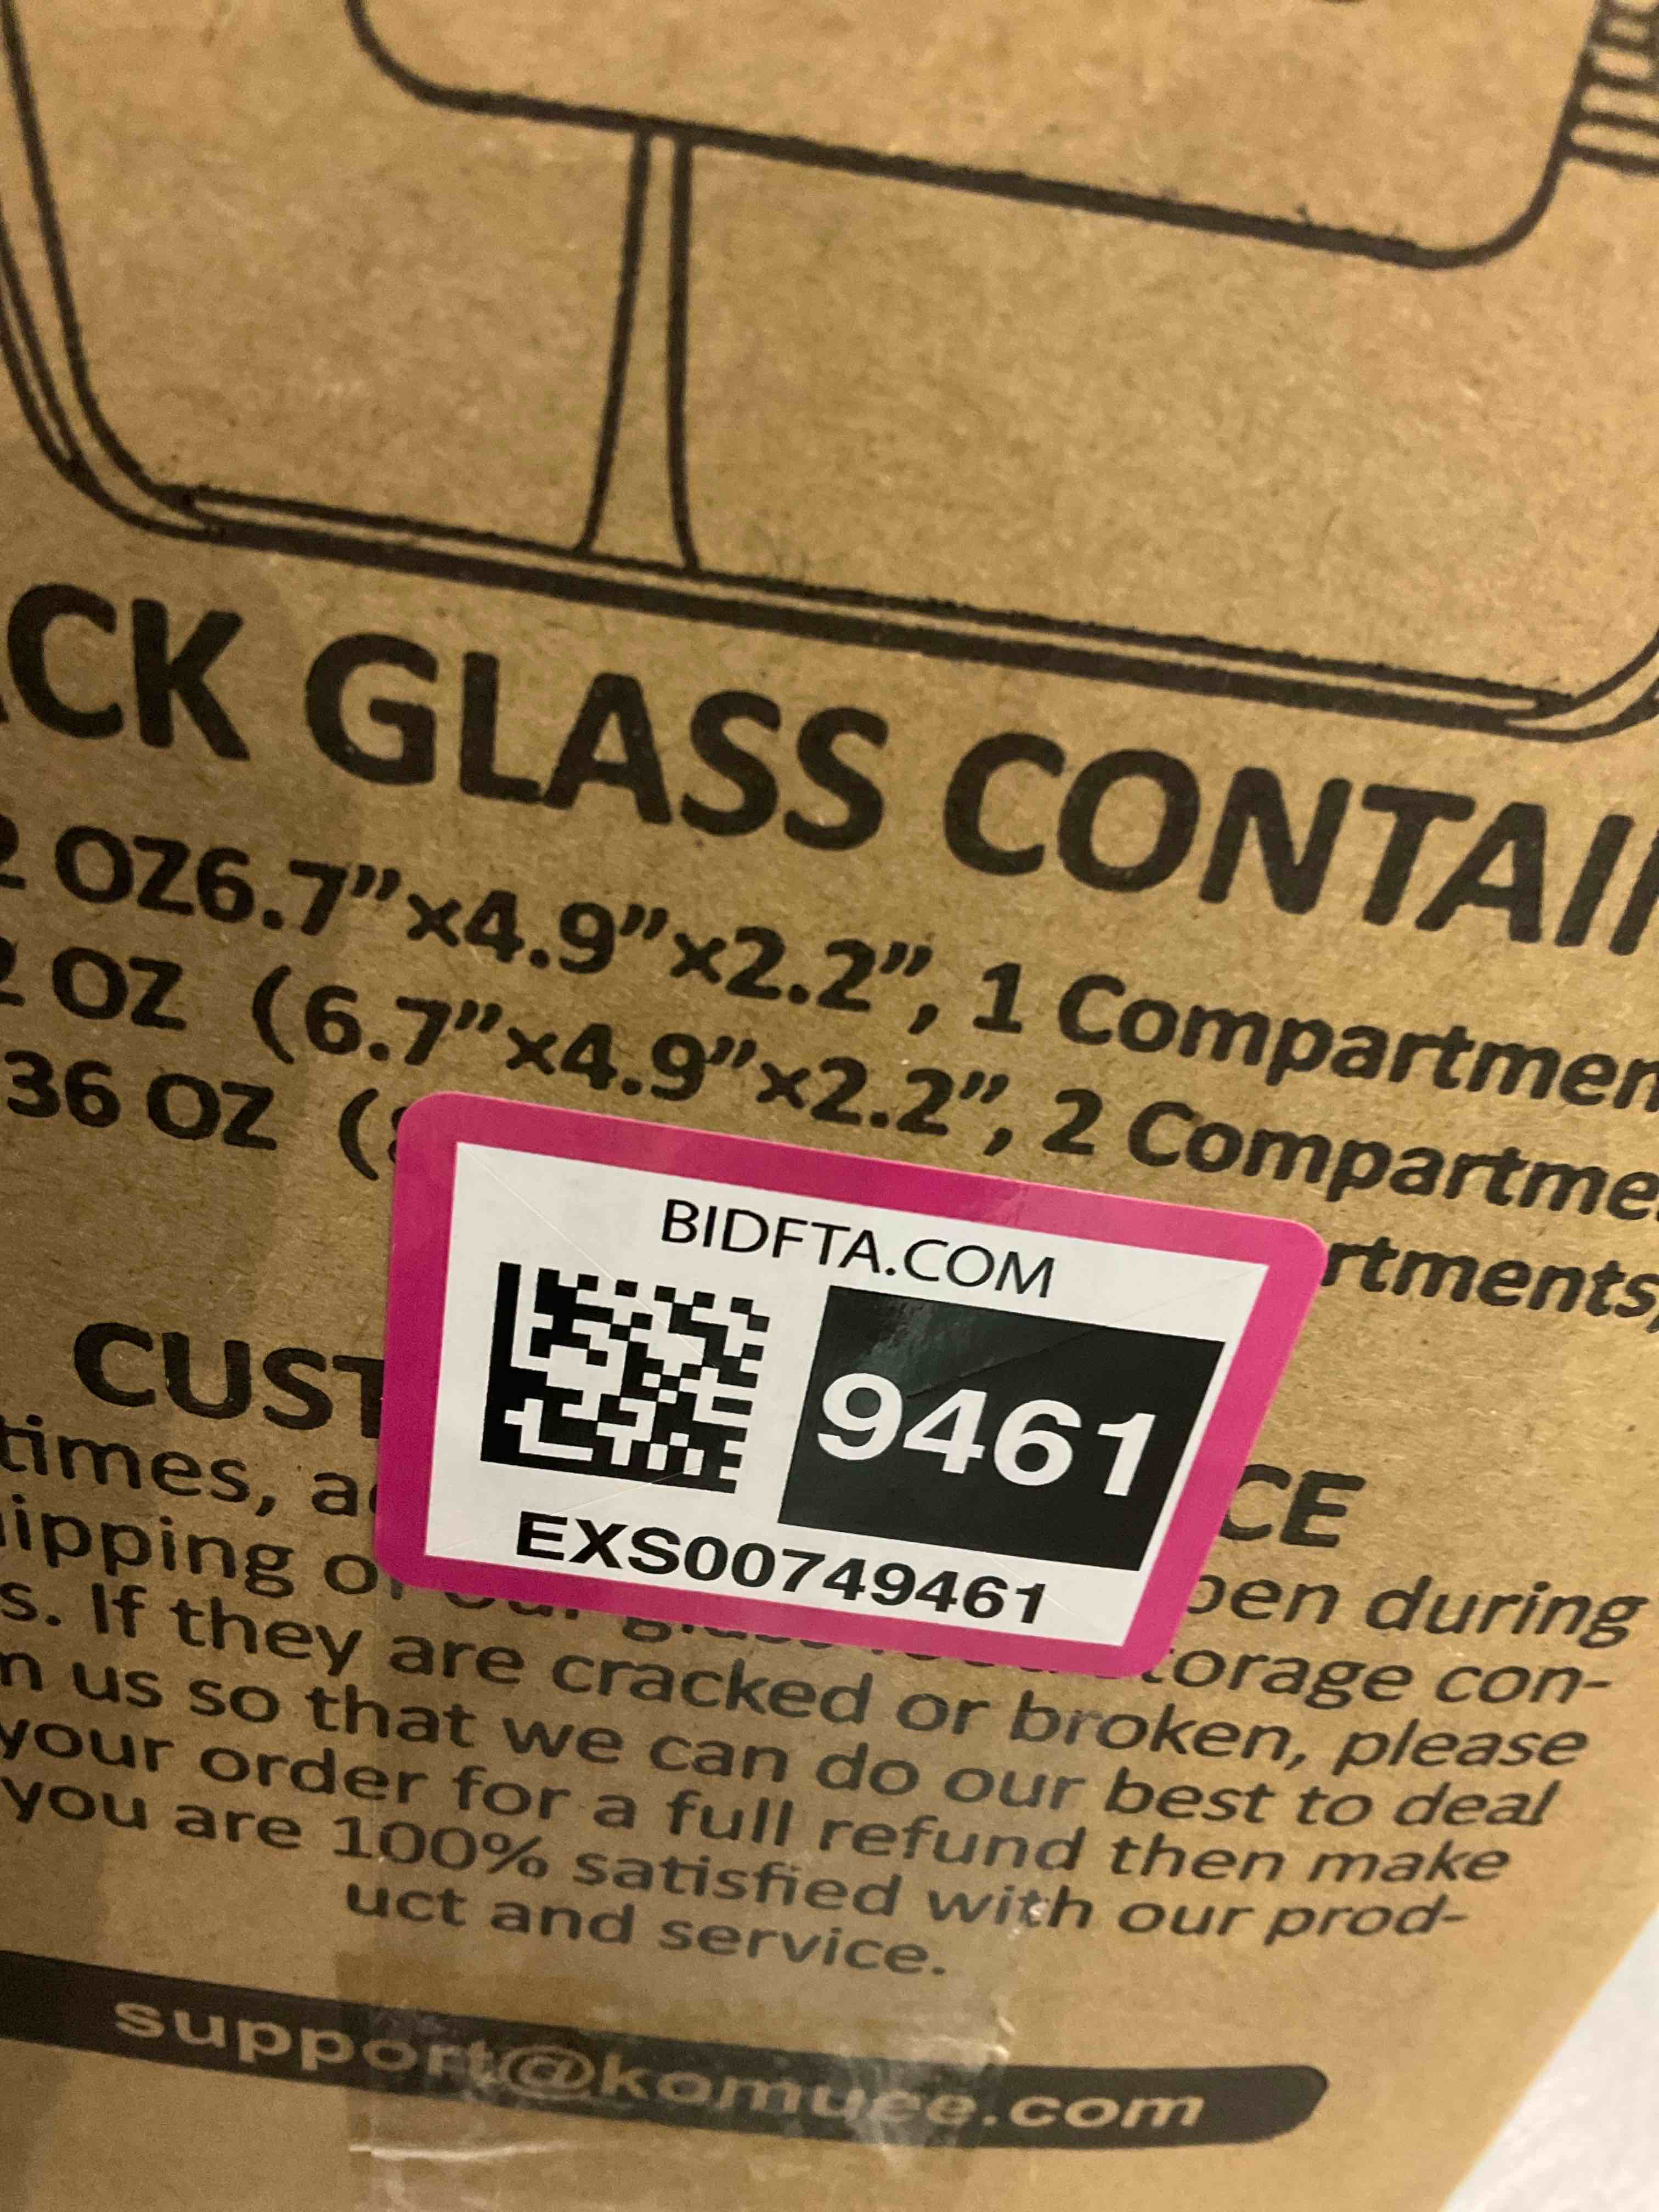 CK GLASS CONTAI
2 OZ6.7”×4.9”×2.2”, 1 Compartmen
2 OZ (6.7”×4.9”×2.2”, 2 Compartme
36 OZ ( rtments,
BIDFTA.COM
9461
EXS00749461
CUST CE
times, a pen during
ipping o torage con-
s. If they are cracked or broken, please
n us so that we can do our best to deal
your order for a full refund then make
you are 100% satisfied with our prod-
uct and service.
support@komuee.com